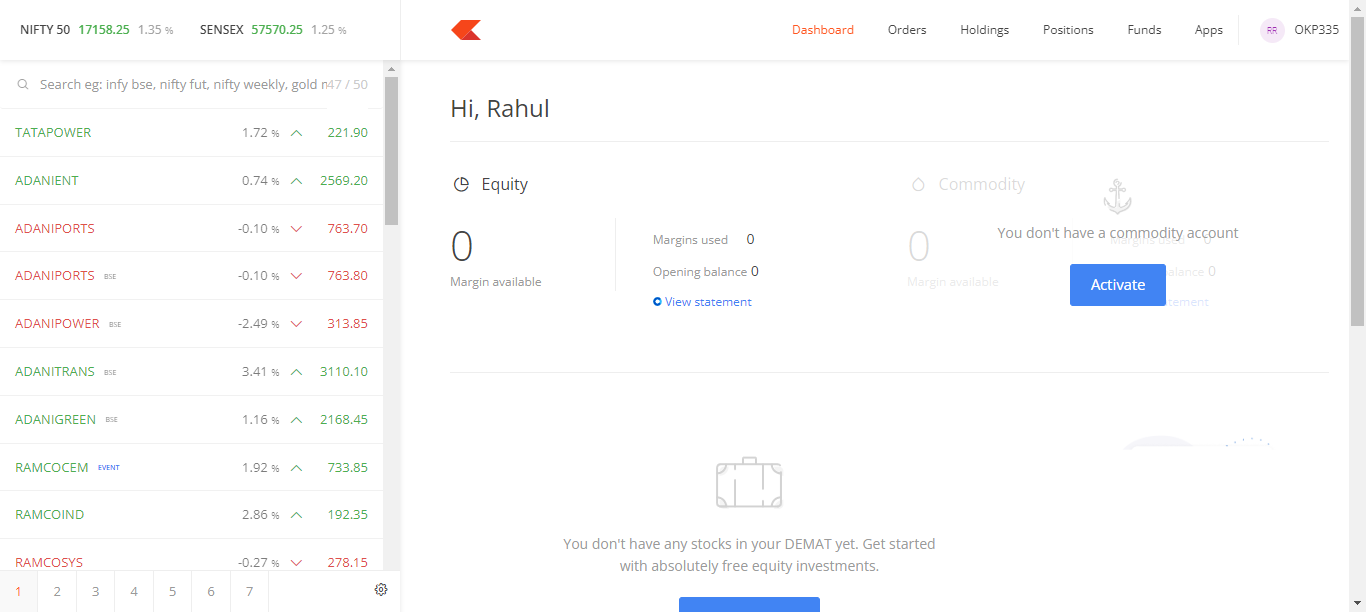 NIFTY 50 17158.25 1.35 % SENSEX 57570.25 1.25 %
Dashboard Orders Holdings Positions Funds Apps RR OKP335
Search eg: infy bse, nifty fut, nifty weekly, gold 47 / 50
TATAPOWER 1.72 % 221.90
ADANIENT 0.74 % 2569.20
ADANIPORTS -0.10 % 763.70
ADANIPORTS BSE -0.10 % 763.80
ADANIPOWER BSE -2.49 % 313.85
ADANITRANS BSE 3.41 % 3110.10
ADANIGREEN BSE 1.16 % 2168.45
RAMCOCEM EVENT 1.92 % 733.85
RAMCOIND 2.86 % 192.35
RAMCOSYS -0.27 % 278.15
1 2 3 4 5 6 7
Hi, Rahul
Equity
0
Margin available
Margins used 0
Opening balance 0
View statement
Commodity
0
Margin available
Margins used 0
alance 0
tement
You don't have a commodity account
Activate
You don't have any stocks in your DEMAT yet. Get started
with absolutely free equity investments.